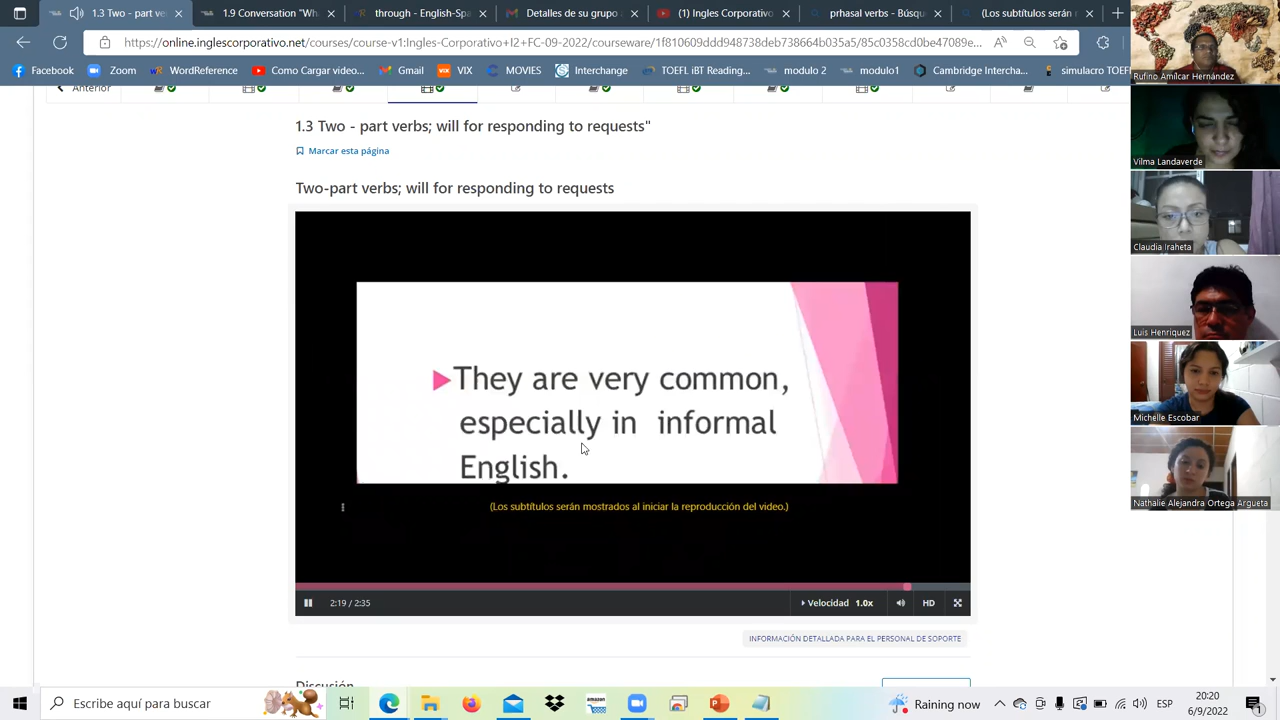 1.3 Two - part ver
1.3 Conversation "What
through - English-Sp
Detalles de su grupo
(1) Ingles Corporativo
prhasal verbos - Búsqu
(Los subtítulos serán
https://online.inglescorporativo.net/courses/course-v1:Ingles-Corporativo+I2+FC-09-2022/courseware/1f810609ddd948738deb738664b035a5/85c0358cd0be47089e...
Facebook
Zoom
WordReference
Como Cargar video...
Gmail
VIX
MOVIES
Interchange
TOEFL iBT Reading...
modulo 2
modulo1
Cambridge Intercha...
simulacro TOEFL
Anterior
1.3 Two - part verbs; will for responding to requests"
Marcar esta página
Two-part verbs; will for responding to requests
They are very common,
especially in informal
English.
(Los subtítulos serán mostrados al iniciar la reproducción del video.)
2:19 / 2:35
Velocidad 1.0x
HD
INFORMACIÓN DETALLADA PARA EL PERSONAL DE SOPORTE
Discusión
Rufino Amílcar Hernández
Vilma Landaverde
Claudia Iraheta
Luis Henriquez
Michelle Escobar
Nathalie Alejandra Ortega Argueta
Escribe aquí para buscar
Raining now
ESP
20:20
6/9/2022
1